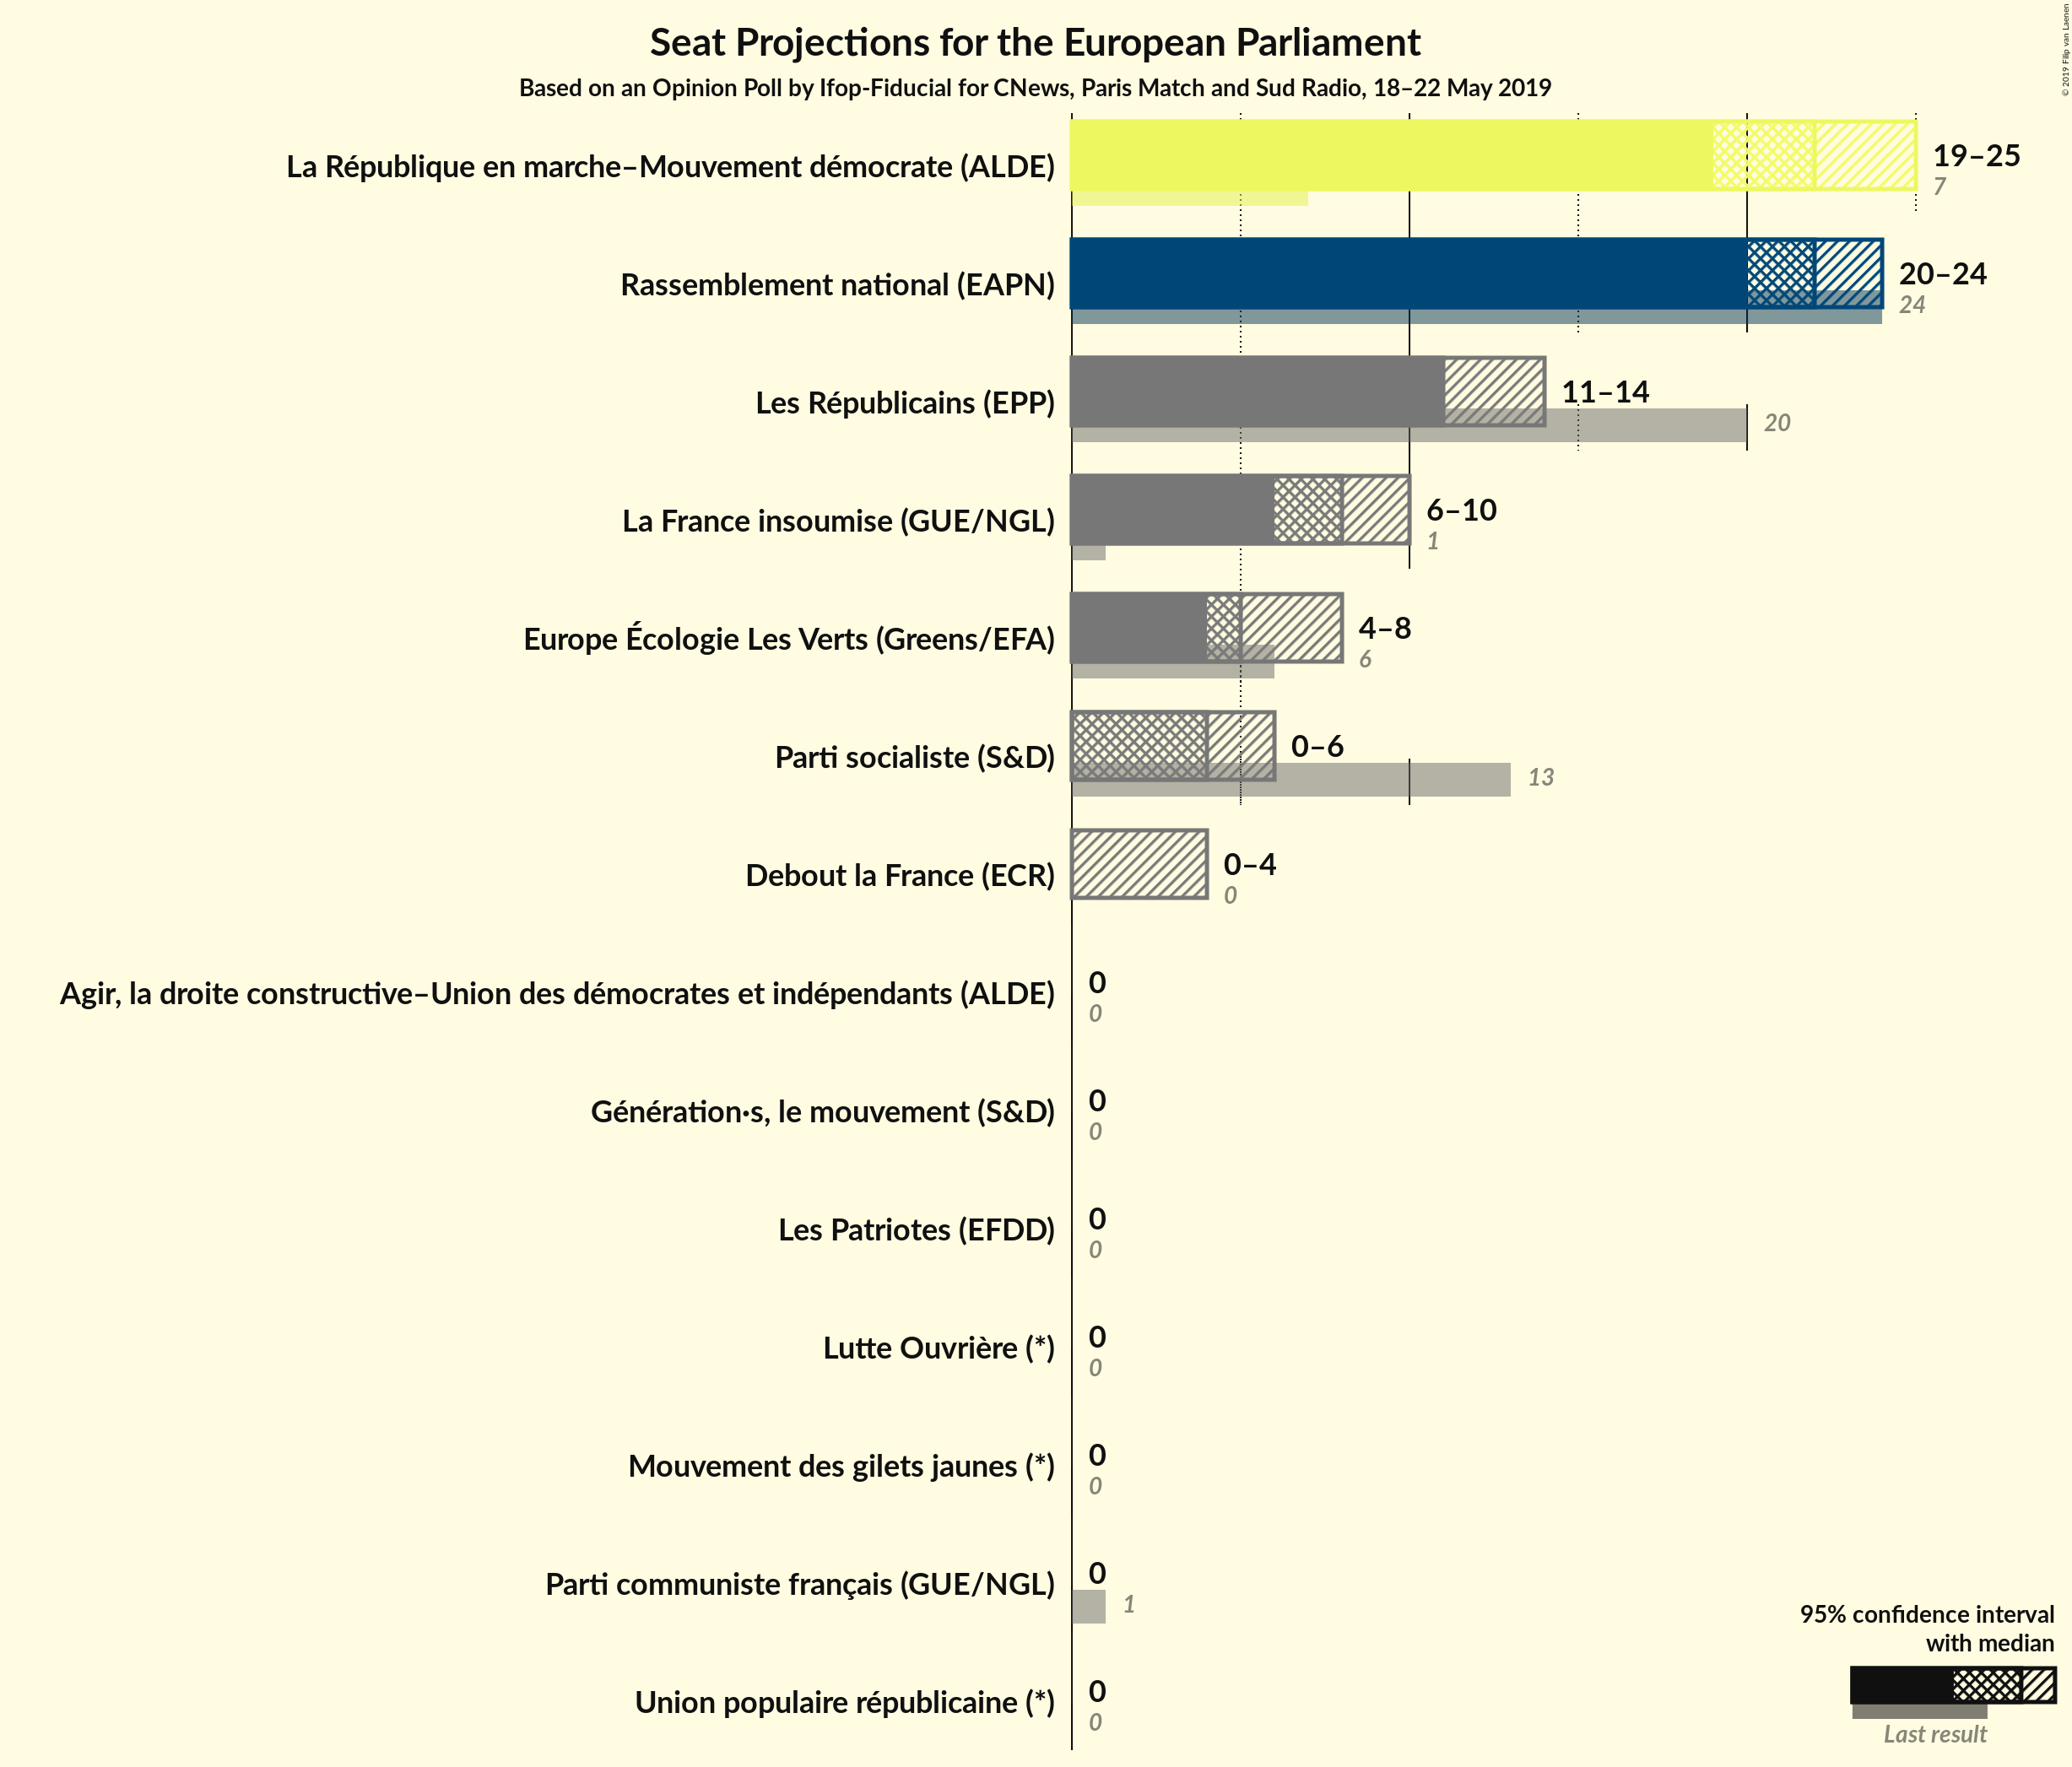 Seat Projections for the European Parliament
Based on an Opinion Poll by Ifop-Fiducial for CNews, Paris Match and Sud Radio, 18–22 May 2019
© 2019 Filip van Laenen
La République en marche–Mouvement démocrate (ALDE)
19–25
7
Rassemblement national (EAPN)
20–24
24
Les Républicains (EPP)
11–14
20
La France insoumise (GUE/NGL)
6–10
1
Europe Écologie Les Verts (Greens/EFA)
4–8
6
Parti socialiste (S&D)
0–6
13
Debout la France (ECR)
0–4
0
Agir, la droite constructive–Union des démocrates et indépendants (ALDE)
0
0
Génération·s, le mouvement (S&D)
0
0
Les Patriotes (EFDD)
0
0
Lutte Ouvrière (*)
0
0
Mouvement des gilets jaunes (*)
0
0
Parti communiste français (GUE/NGL)
0
1
Union populaire républicaine (*)
0
0
95% confidence interval
with median
Last result